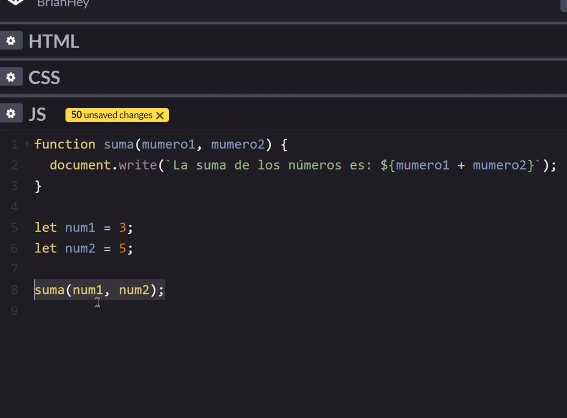 BrianHey
HTML
CSS
JS 50 unsaved changes
1 function suma(mumero1, mumero2) {
2 document.write(`La suma de los números es: ${mumero1 + mumero2}`);
3 }
4
5 let num1 = 3;
6 let num2 = 5;
7
8 suma(num1, num2);
9